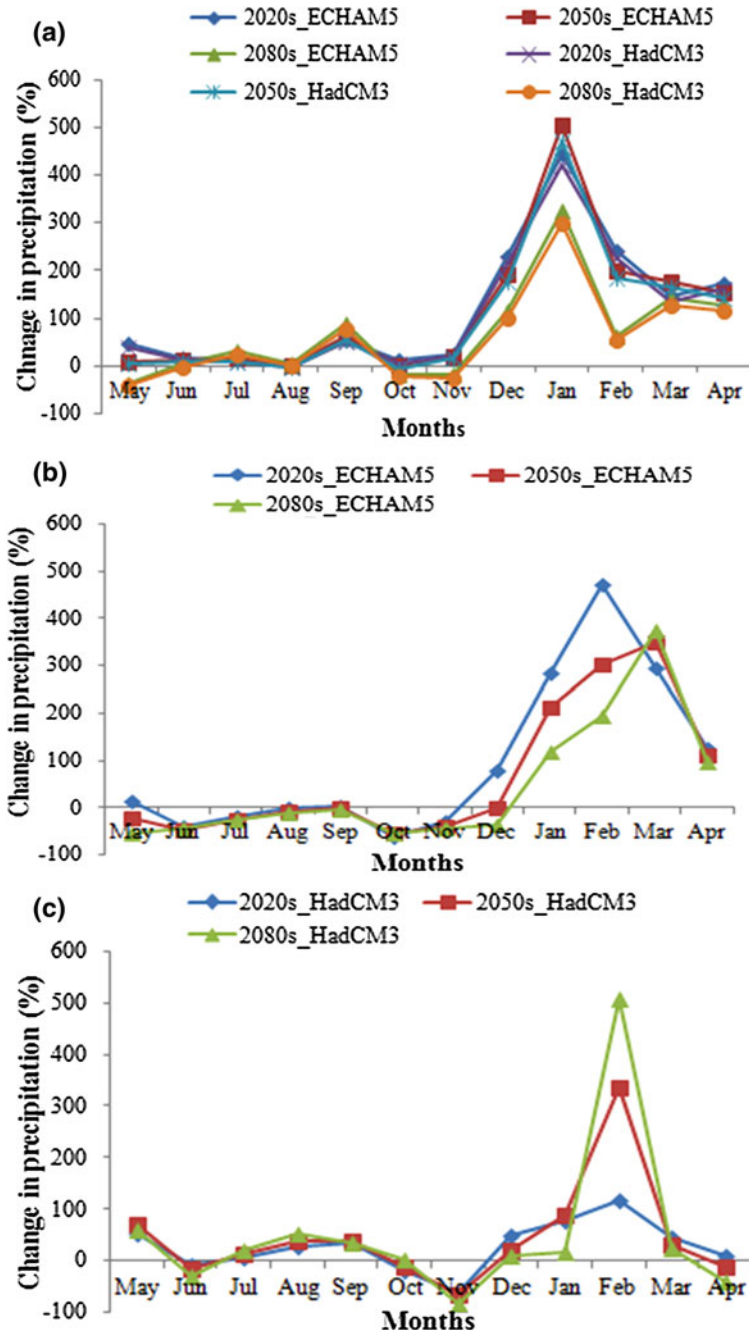 (a)
2020s_ECHAM5 2050s_ECHAM5
2080s_ECHAM5 2020s_HadCM3
2050s_HadCM3 2080s_HadCM3
Chnage in precipitation (%)
600
500
400
300
200
100
0
-100
May Jun Jul Aug Sep Oct Nov Dec Jan Feb Mar Apr
Months
(b)
2020s_ECHAM5 2050s_ECHAM5
2080s_ECHAM5
Change in precipitation (%)
600
500
400
300
200
100
0
-100
May Jun Jul Aug Sep Oct Nov Dec Jan Feb Mar Apr
Months
(c)
2020s_HadCM3 2050s_HadCM3
2080s_HadCM3
Change in precipitation (%)
600
500
400
300
200
100
0
-100
May Jun Jul Aug Sep Oct Nov Dec Jan Feb Mar Apr
Months